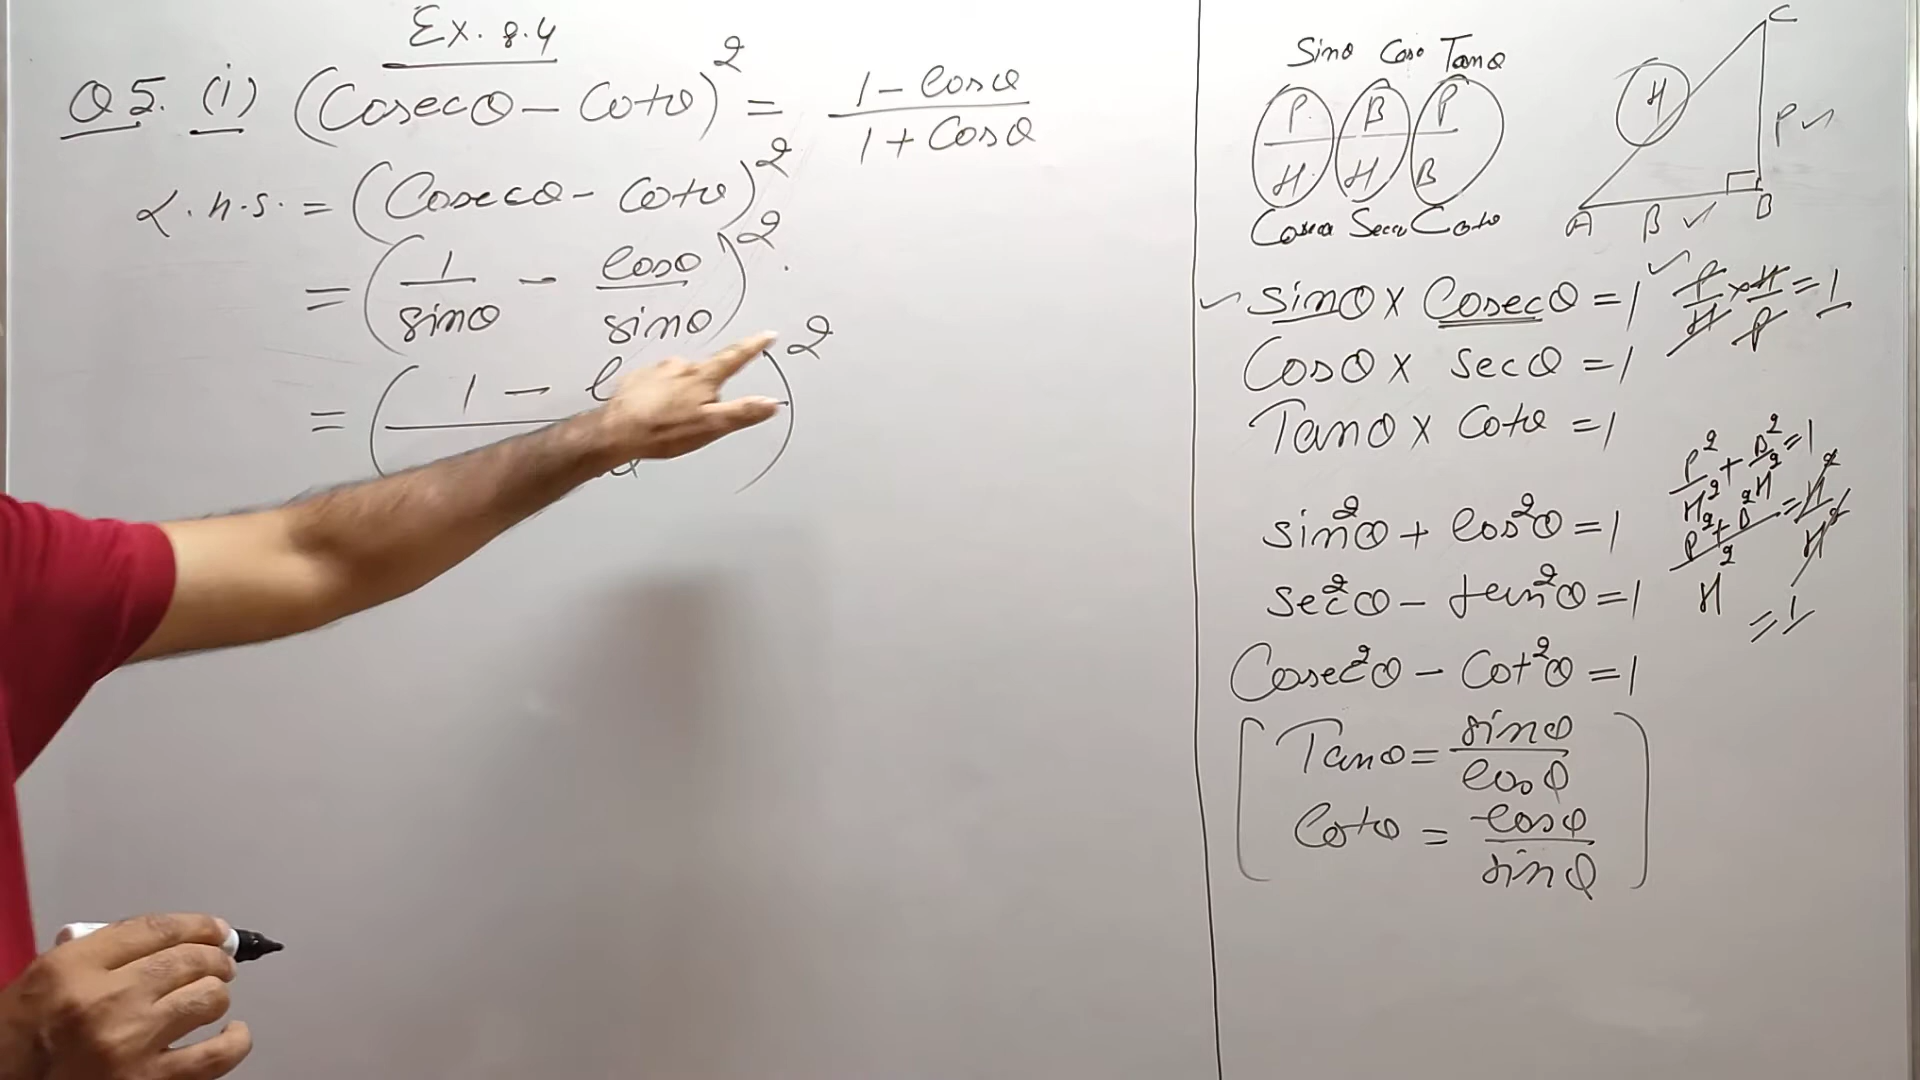 Ex. 8.4
Q5. (i) (Cosecθ - Cotθ)² = (1 - Cosθ)/(1 + Cosθ)
L.H.S. = (Cosecθ - Cotθ)²
= (1/sinθ - Cosθ/sinθ)².
= (1 - )²
Sinθ Cosθ Tanθ
P/H B/H P/B
Cosecθ Secθ Cotθ
C
H
P ✓
A B ✓ B
✓ Sinθ × Cosecθ = 1 ✓ P/H × H/P = 1
Cosθ × secθ = 1
Tanθ × Cotθ = 1
P²/H² + B²/H² = 1
sin²θ + Cos²θ = 1
P² + B²/H² = H²/H²
= 1
sec²θ - tan²θ = 1
Cosec²θ - Cot²θ = 1
[Tanθ = sinθ/Cosθ
Cotθ = Cosθ/sinθ]